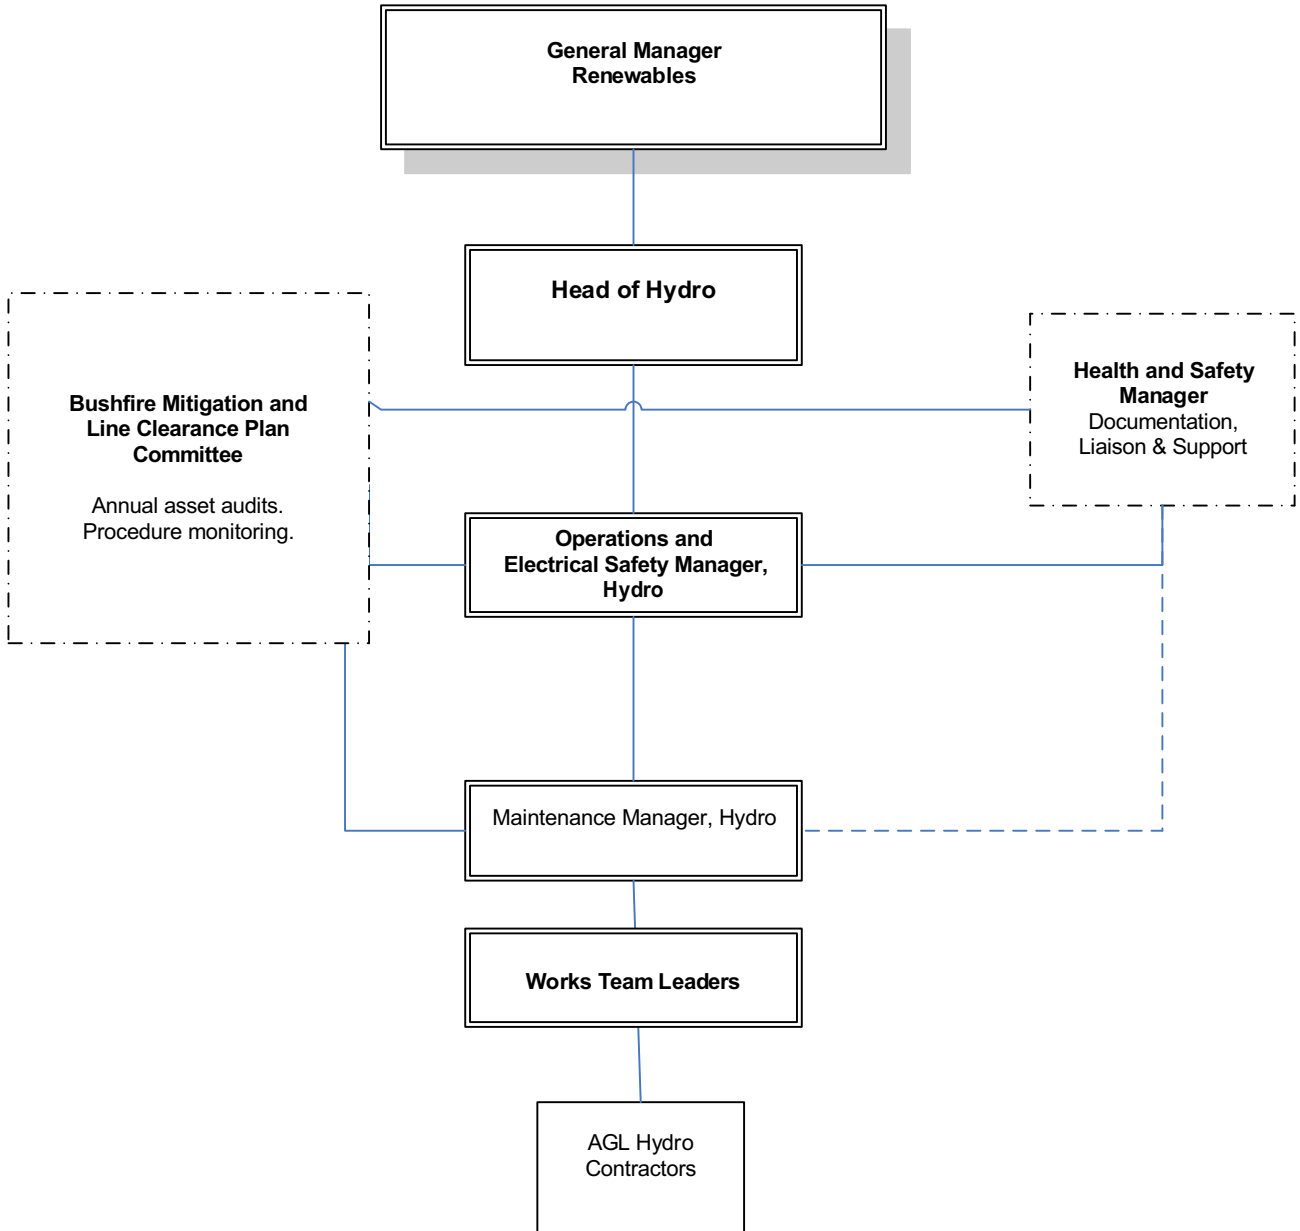 General Manager
Renewables
Head of Hydro
Bushfire Mitigation and
Line Clearance Plan
Committee
Annual asset audits.
Procedure monitoring.
Health and Safety
Manager
Documentation,
Liaison & Support
Operations and
Electrical Safety Manager,
Hydro
Maintenance Manager, Hydro
Works Team Leaders
AGL Hydro
Contractors